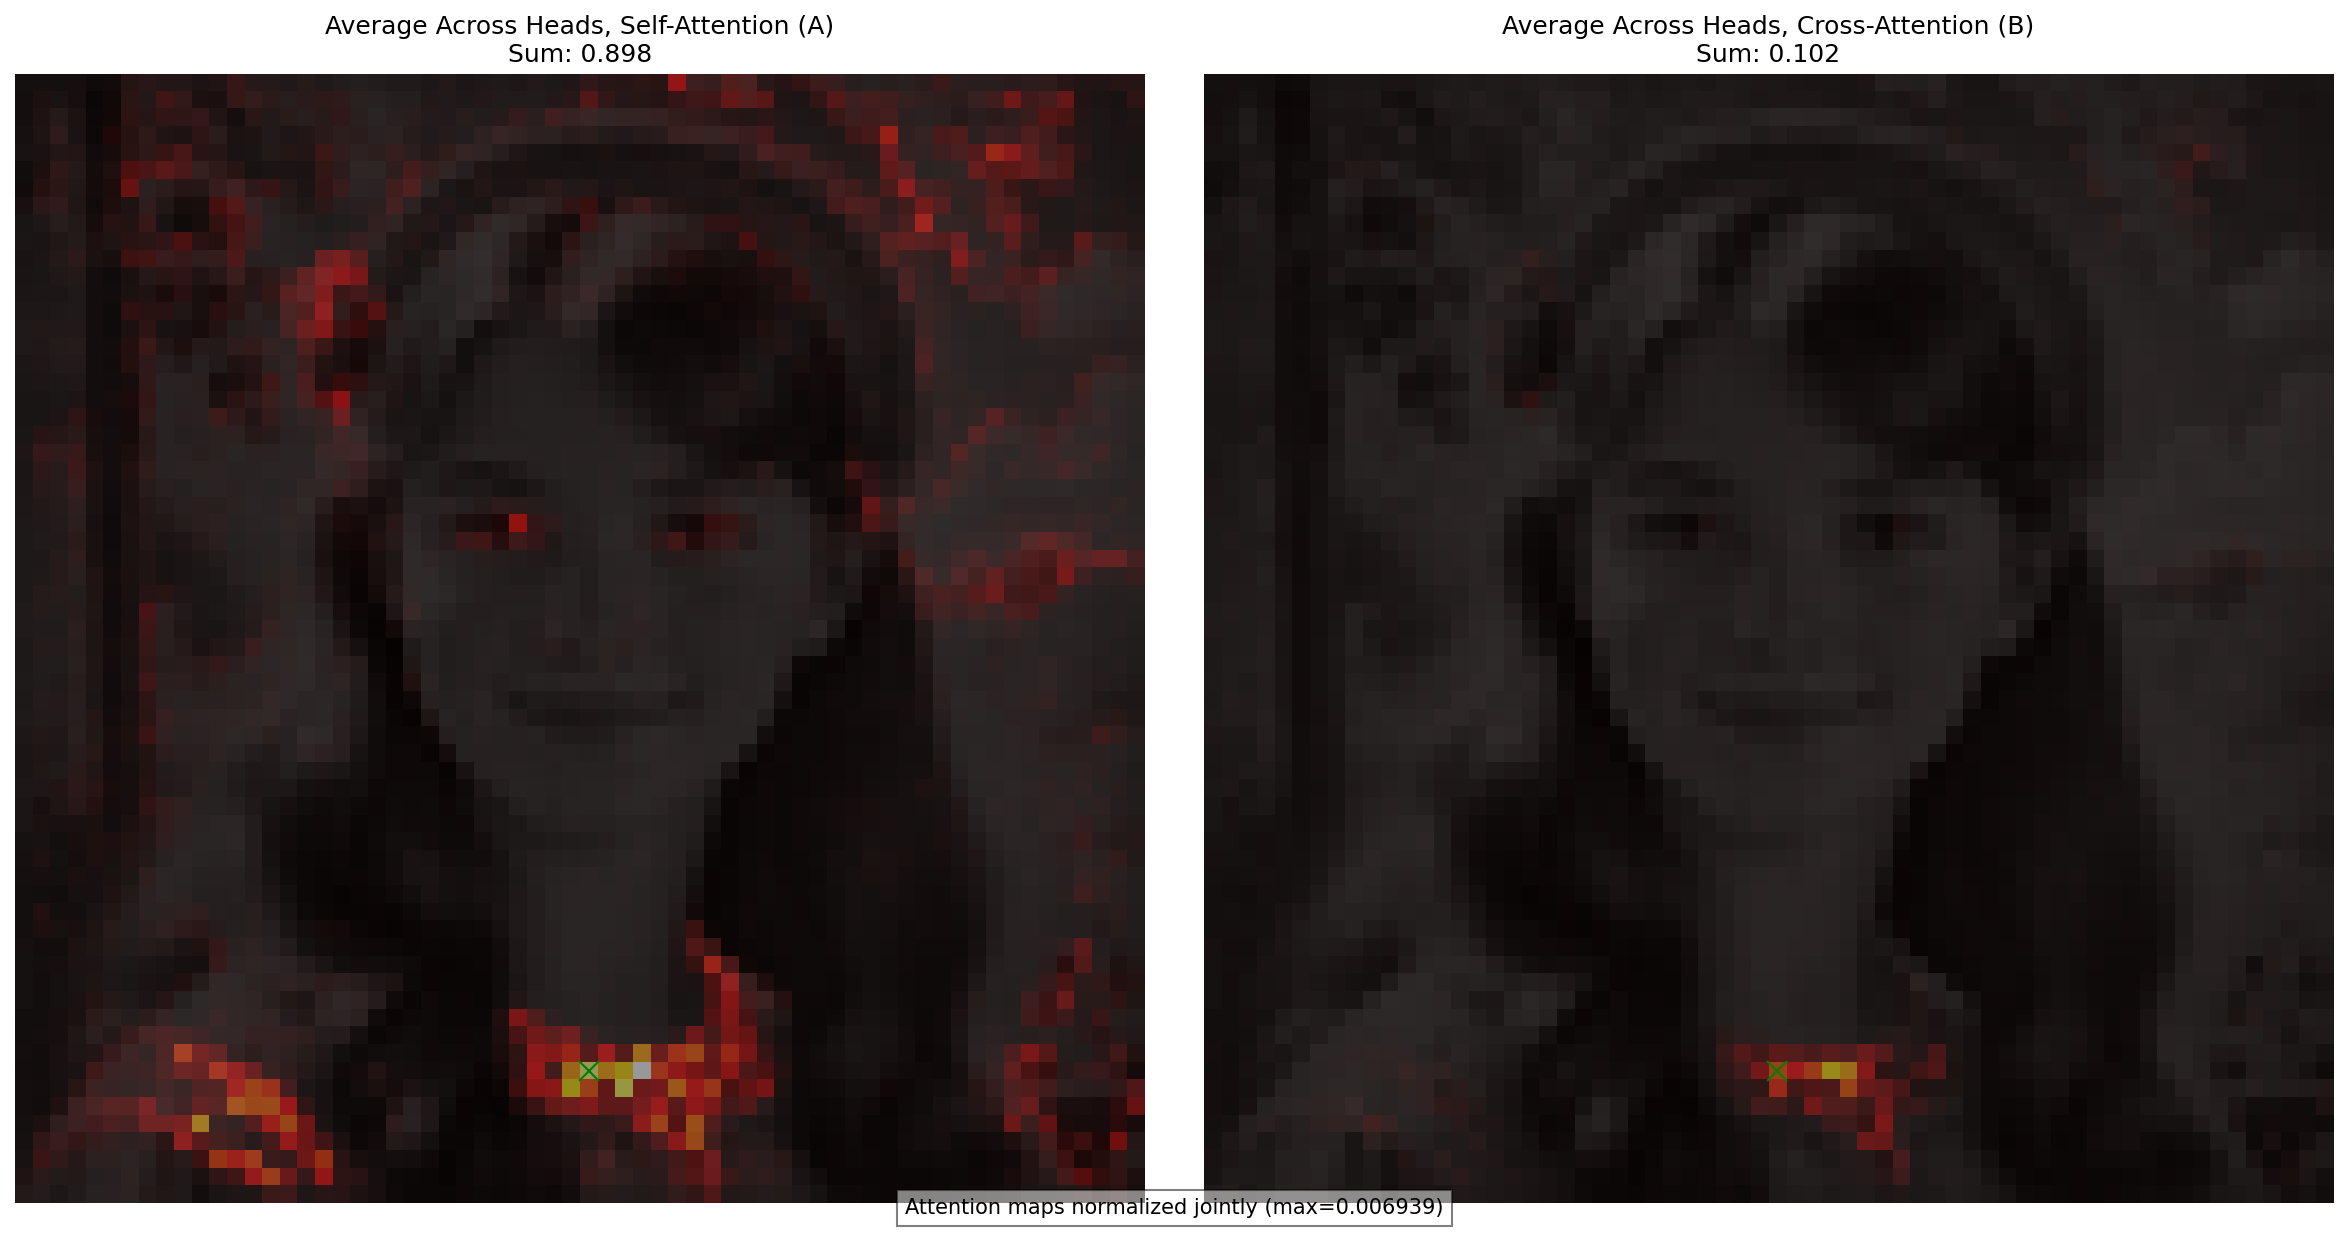 Average Across Heads, Self-Attention (A)
Sum: 0.898
Average Across Heads, Cross-Attention (B)
Sum: 0.102
Attention maps normalized jointly (max=0.006939)